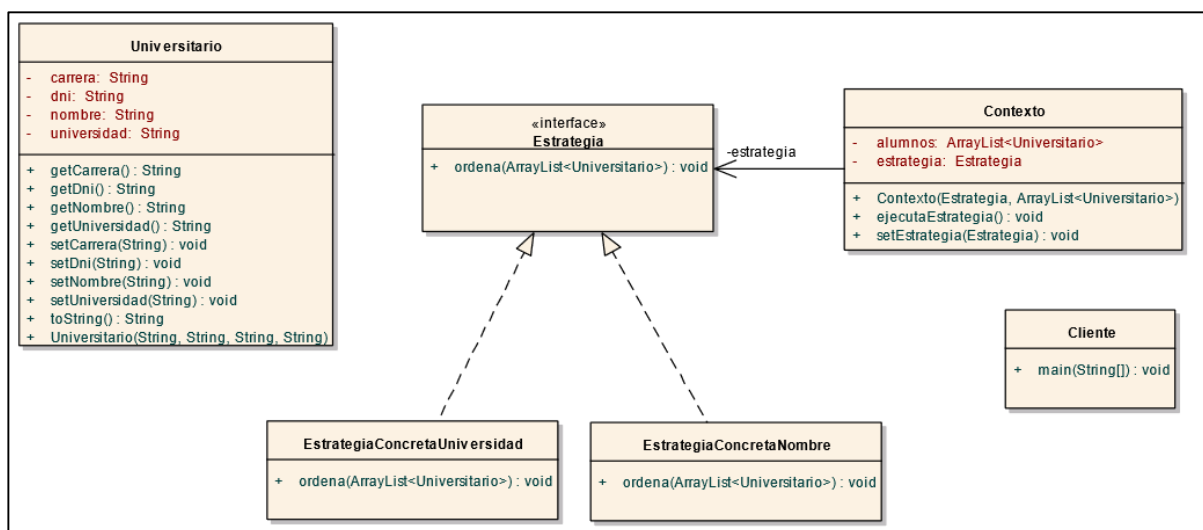 Universitario
- carrera: String
- dni: String
- nombre: String
- universidad: String
+ getCarrera() : String
+ getDni() : String
+ getNombre() : String
+ getUniversidad() : String
+ setCarrera(String) : void
+ setDni(String) : void
+ setNombre(String) : void
+ setUniversidad(String) : void
+ toString() : String
+ Universitario(String, String, String, String)
«interface»
Estrategia
+ ordena(ArrayList<Universitario>) : void
-estrategia
Contexto
- alumnos: ArrayList<Universitario>
- estrategia: Estrategia
+ Contexto(Estrategia, ArrayList<Universitario>)
+ ejecutaEstrategia() : void
+ setEstrategia(Estrategia) : void
Cliente
+ main(String[]) : void
EstrategiaConcretaUniversidad
+ ordena(ArrayList<Universitario>) : void
EstrategiaConcretaNombre
+ ordena(ArrayList<Universitario>) : void